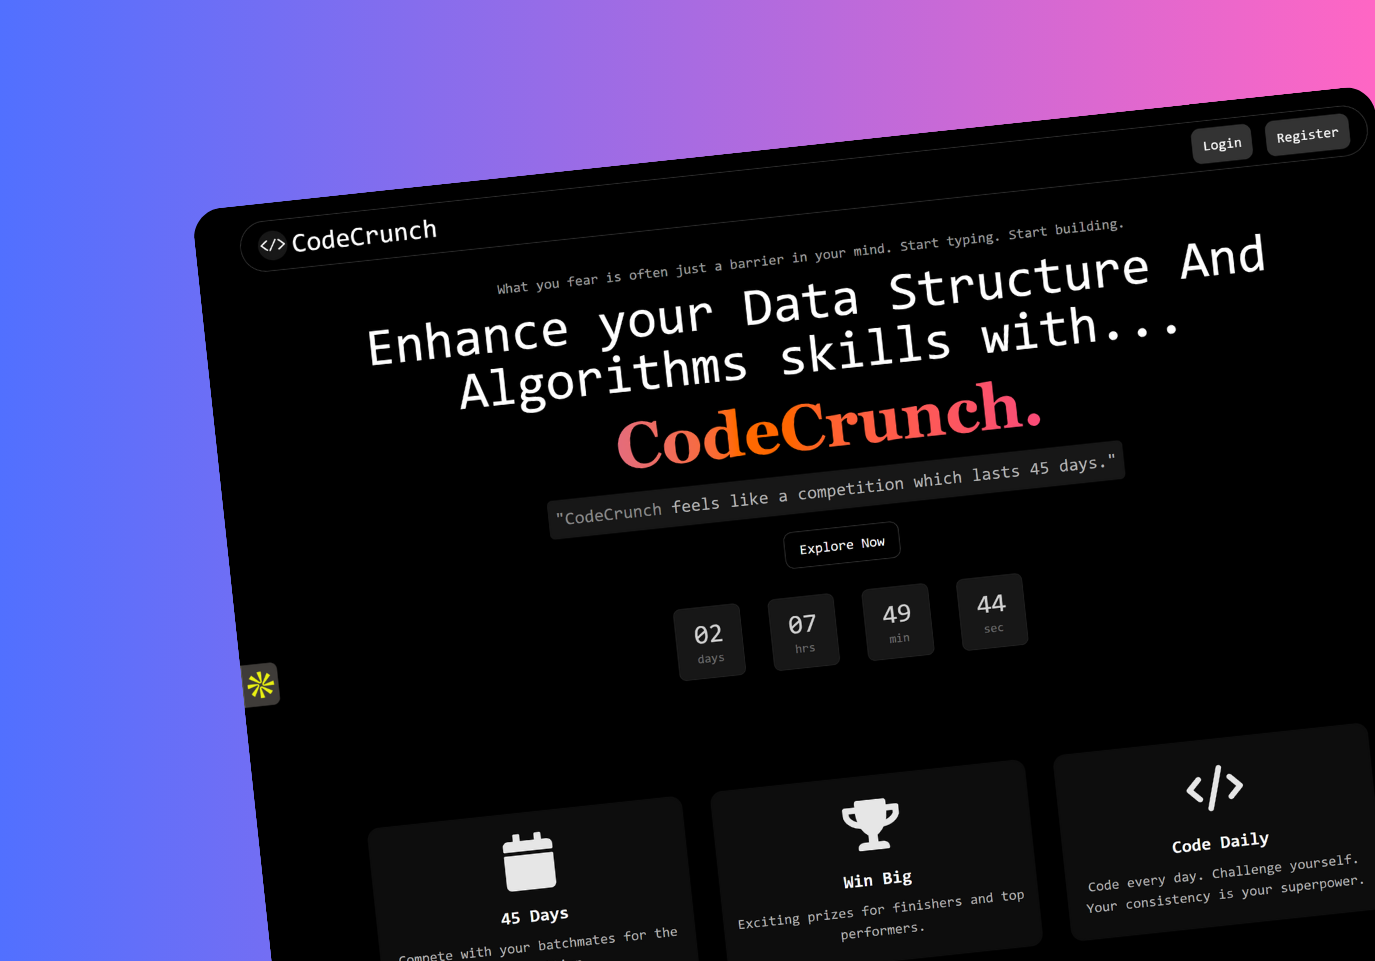 Login
Register
</> CodeCrunch
What you fear is often just a barrier in your mind. Start typing. Start building.
Enhance your Data Structure And
Algorithms skills with...
CodeCrunch.
"CodeCrunch feels like a competition which lasts 45 days."
Explore Now
02
days
07
hrs
49
min
44
sec
45 Days
Compete with your batchmates for the
Win Big
Exciting prizes for finishers and top
performers.
</>
Code Daily
Code every day. Challenge yourself.
Your consistency is your superpower.